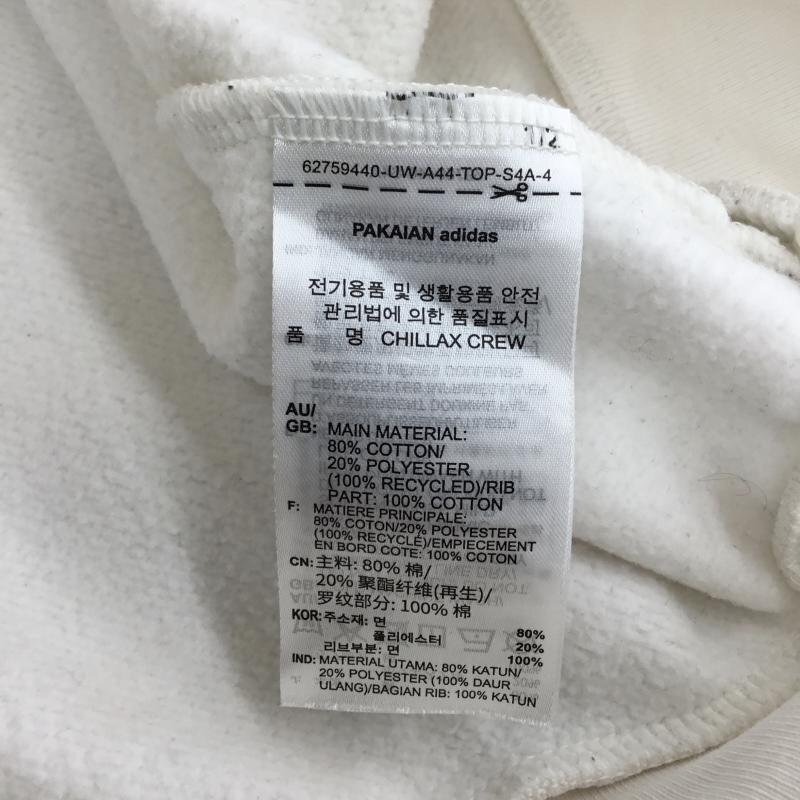 1/2
62759440-UW-A44-TOP-S4A-4
PAKAIAN adidas
전기용품 및 생활용품 안전
관리법에 의한 품질표시
품 명 CHILLAX CREW
AU/
GB: MAIN MATERIAL:
80% COTTON/
20% POLYESTER
(100% RECYCLED)/RIB
PART: 100% COTTON
F: MATIERE PRINCIPALE:
80% COTON/20% POLYESTER
(100% RECYCLÉ)/EMPIECEMENT
EN BORD COTE: 100% COTON
CN: 主料: 80% 棉/
20% 聚酯纤维(再生)/
罗纹部分: 100% 棉
KOR: 주소재: 면 80%
폴리에스터 20%
리브부분: 면 100%
IND: MATERIAL UTAMA: 80% KATUN/
20% POLYESTER (100% DAUR
ULANG)/BAGIAN RIB: 100% KATUN